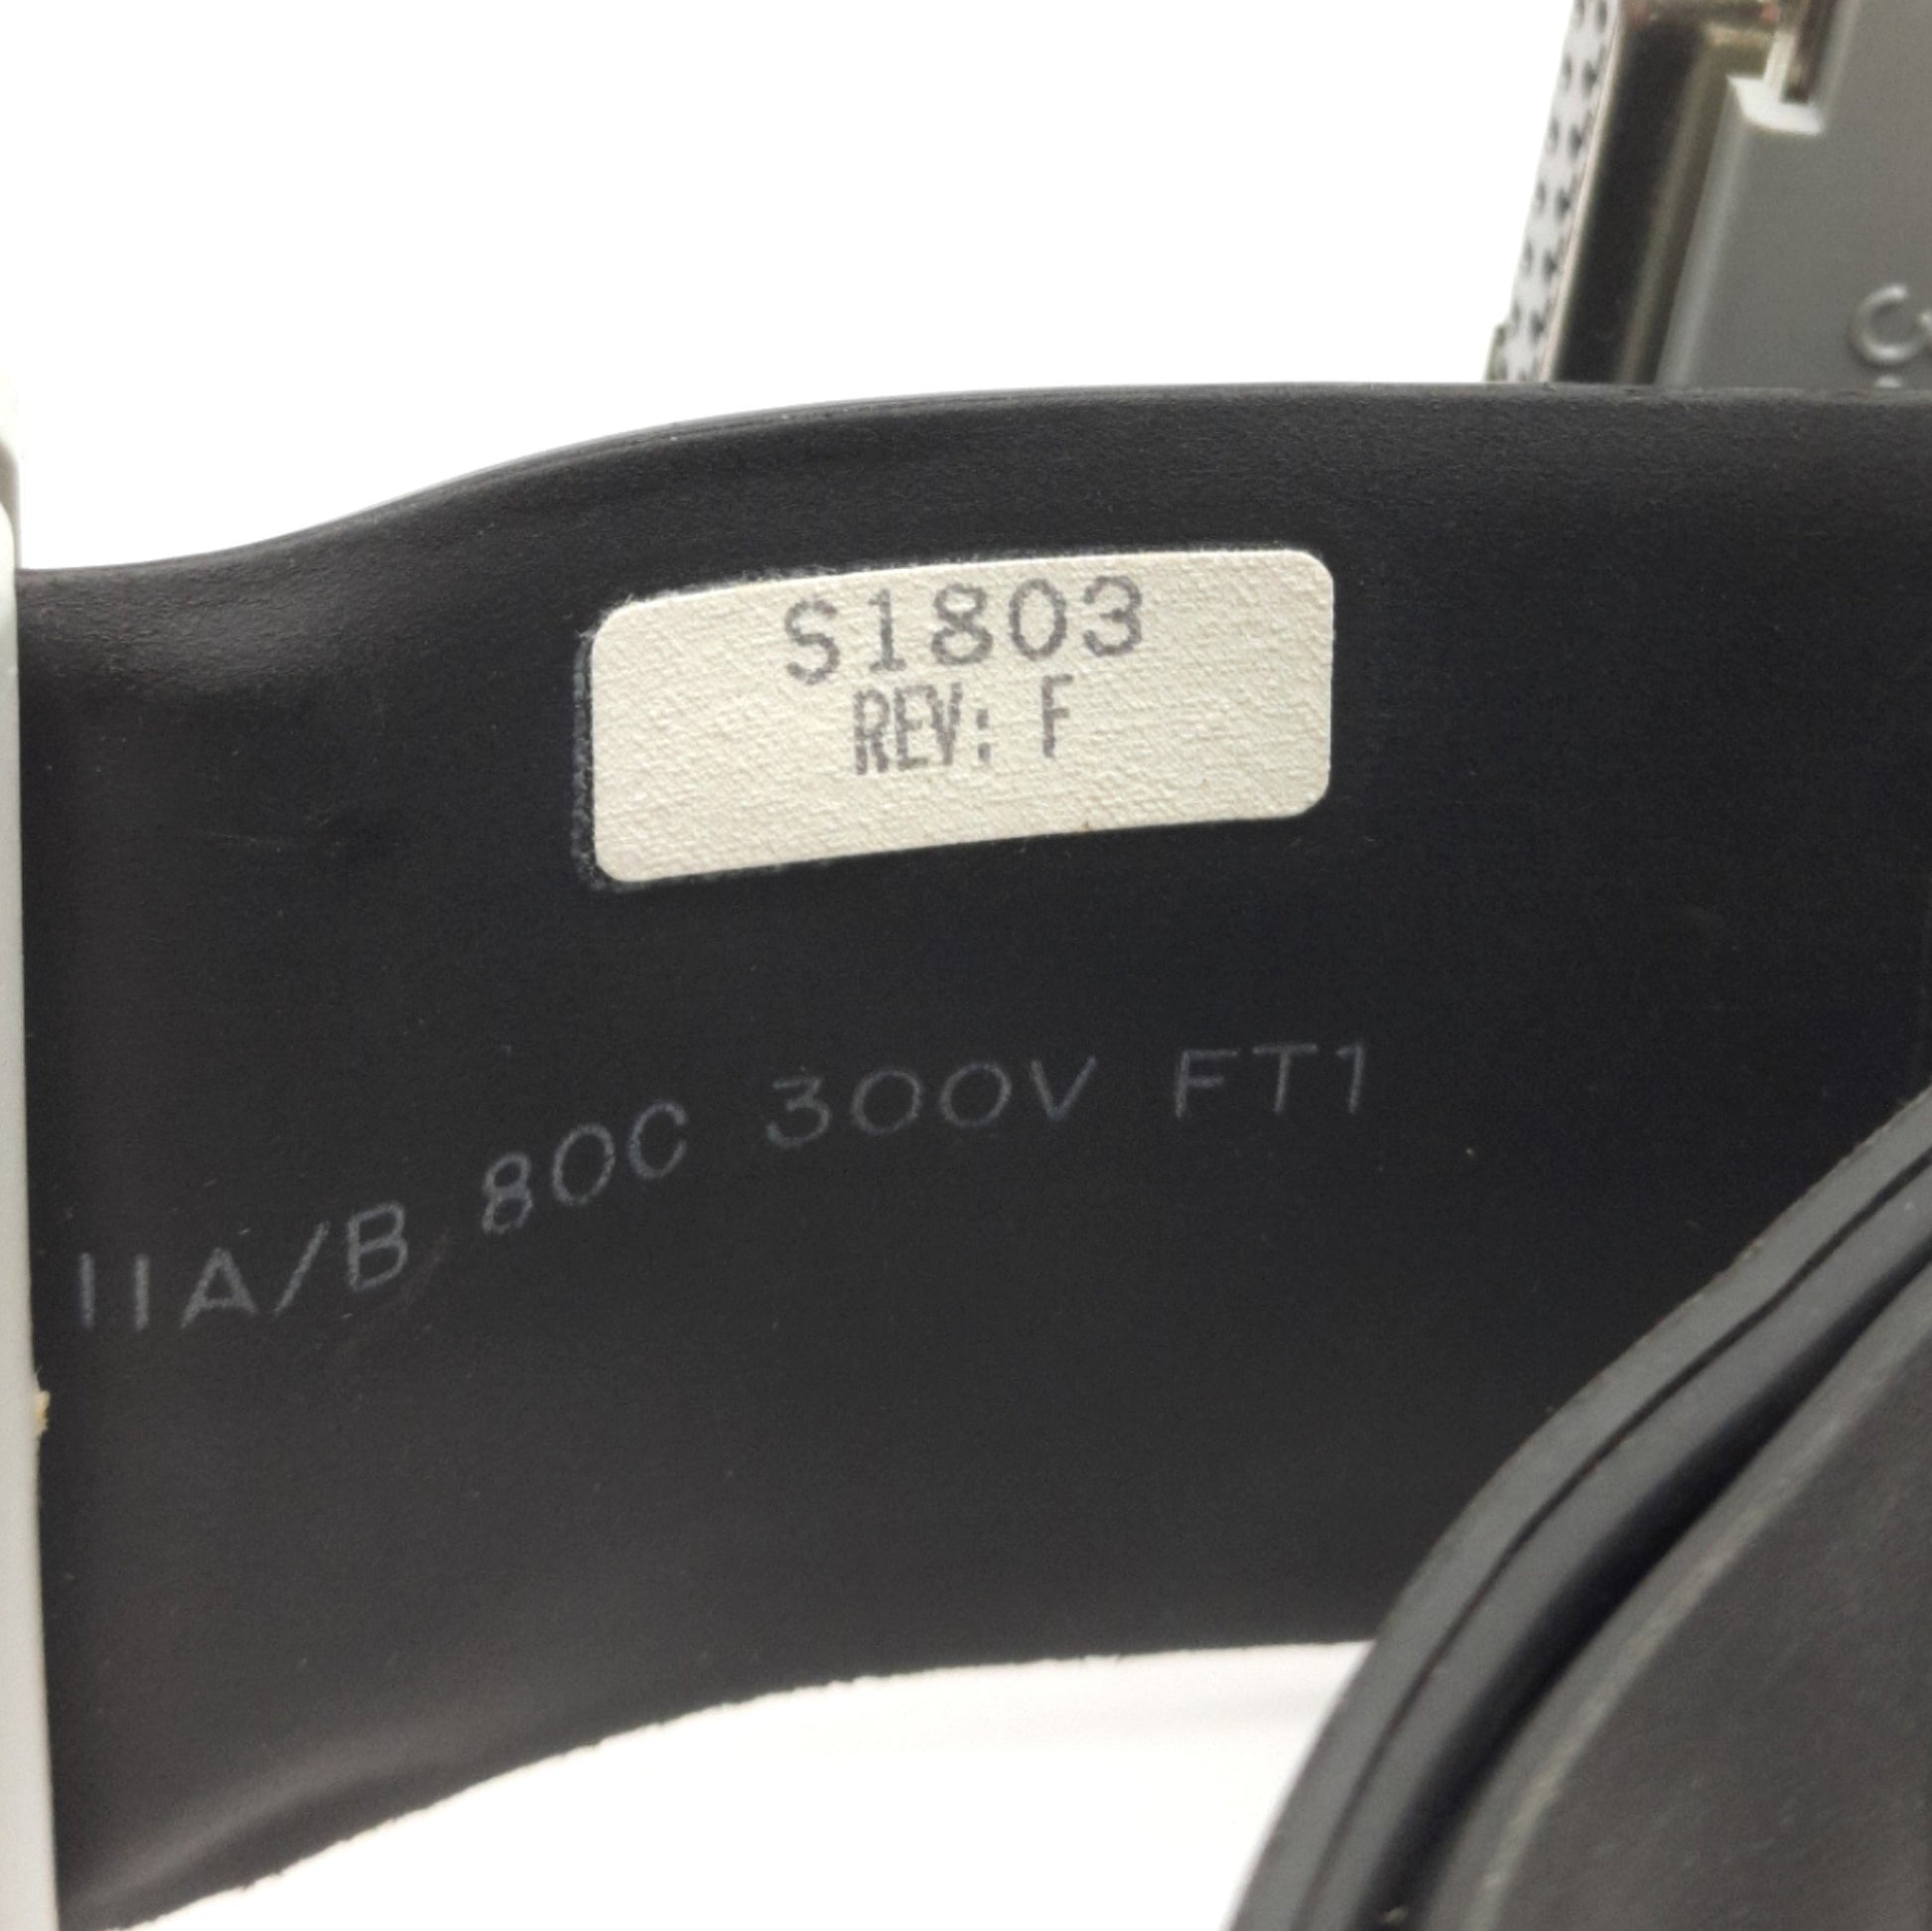 S1803
REV: F
IIA/B 80C 300V FT1